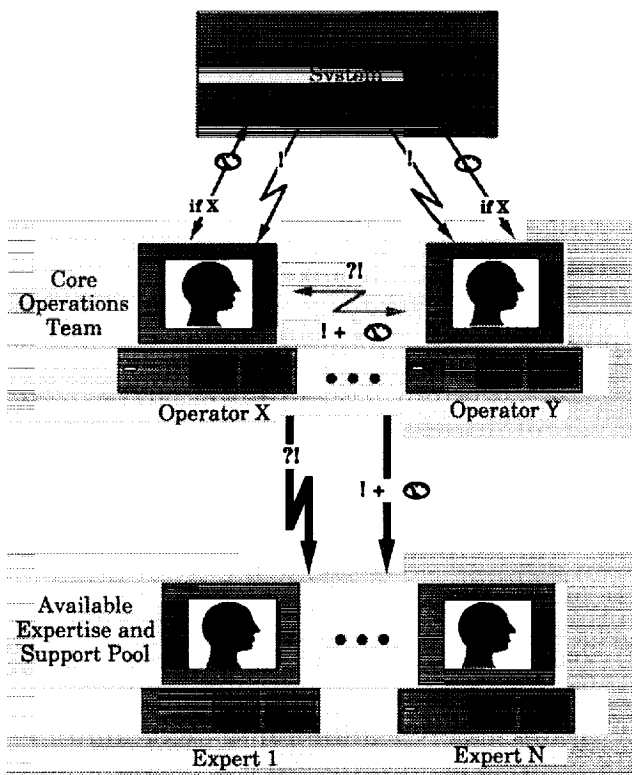 System
! !
if X if X
Core
Operations
Team
?!
! +
Operator X Operator Y
?!
! +
Available
Expertise and
Support Pool
Expert 1 Expert N